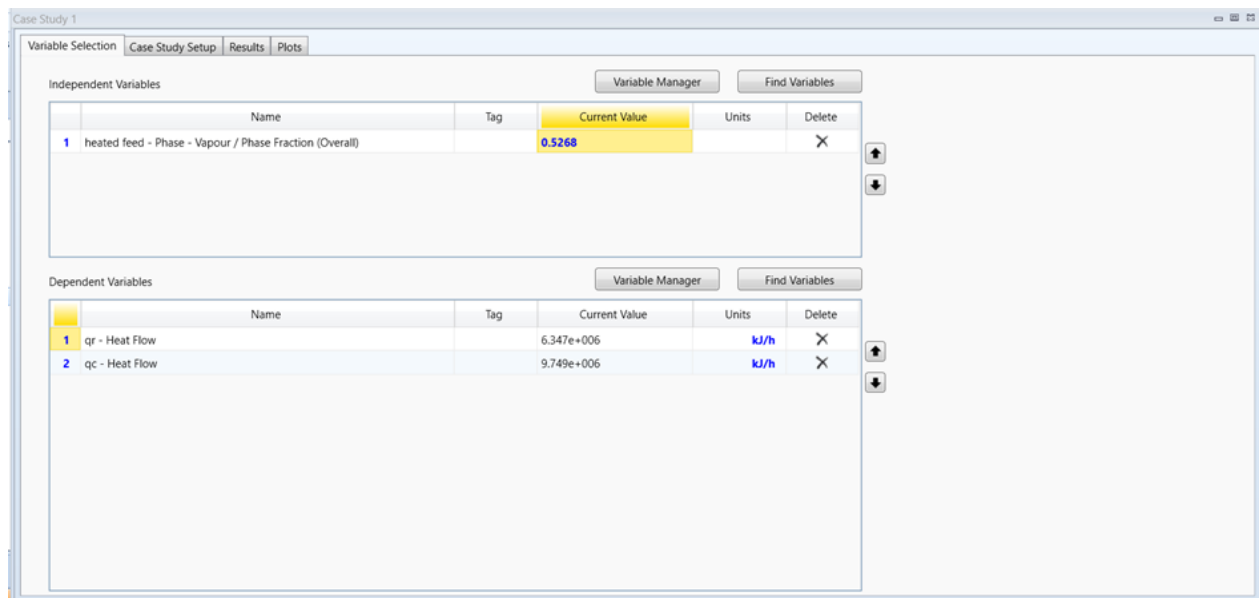 Case Study 1
Variable Selection Case Study Setup Results Plots
Independent Variables Variable Manager Find Variables
Name Tag Current Value Units Delete
1 heated feed - Phase - Vapour / Phase Fraction (Overall) 0.5268
Dependent Variables Variable Manager Find Variables
Name Tag Current Value Units Delete
1 qr - Heat Flow 6.347e+006 kJ/h
2 qc - Heat Flow 9.749e+006 kJ/h